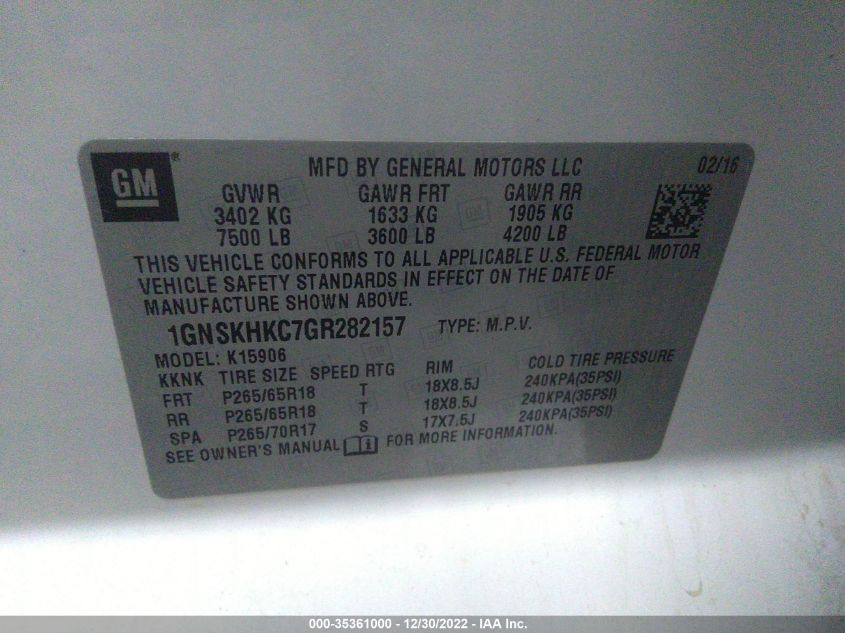 GM®
MFD BY GENERAL MOTORS LLC 02/16
GVWR GAWR FRT GAWR RR
3402 KG 1633 KG 1905 KG
7500 LB 3600 LB 4200 LB
THIS VEHICLE CONFORMS TO ALL APPLICABLE U.S. FEDERAL MOTOR
VEHICLE SAFETY STANDARDS IN EFFECT ON THE DATE OF
MANUFACTURE SHOWN ABOVE.
1GNSKHKC7GR282157 TYPE: M.P.V.
MODEL: K15906
KKNK TIRE SIZE SPEED RTG RIM COLD TIRE PRESSURE
FRT P265/65R18 T 18X8.5J 240KPA(35PSI)
RR P265/65R18 T 18X8.5J 240KPA(35PSI)
SPA P265/70R17 S 17X7.5J 240KPA(35PSI)
SEE OWNER'S MANUAL FOR MORE INFORMATION.
000-35361000 - 12/30/2022 - IAA Inc.